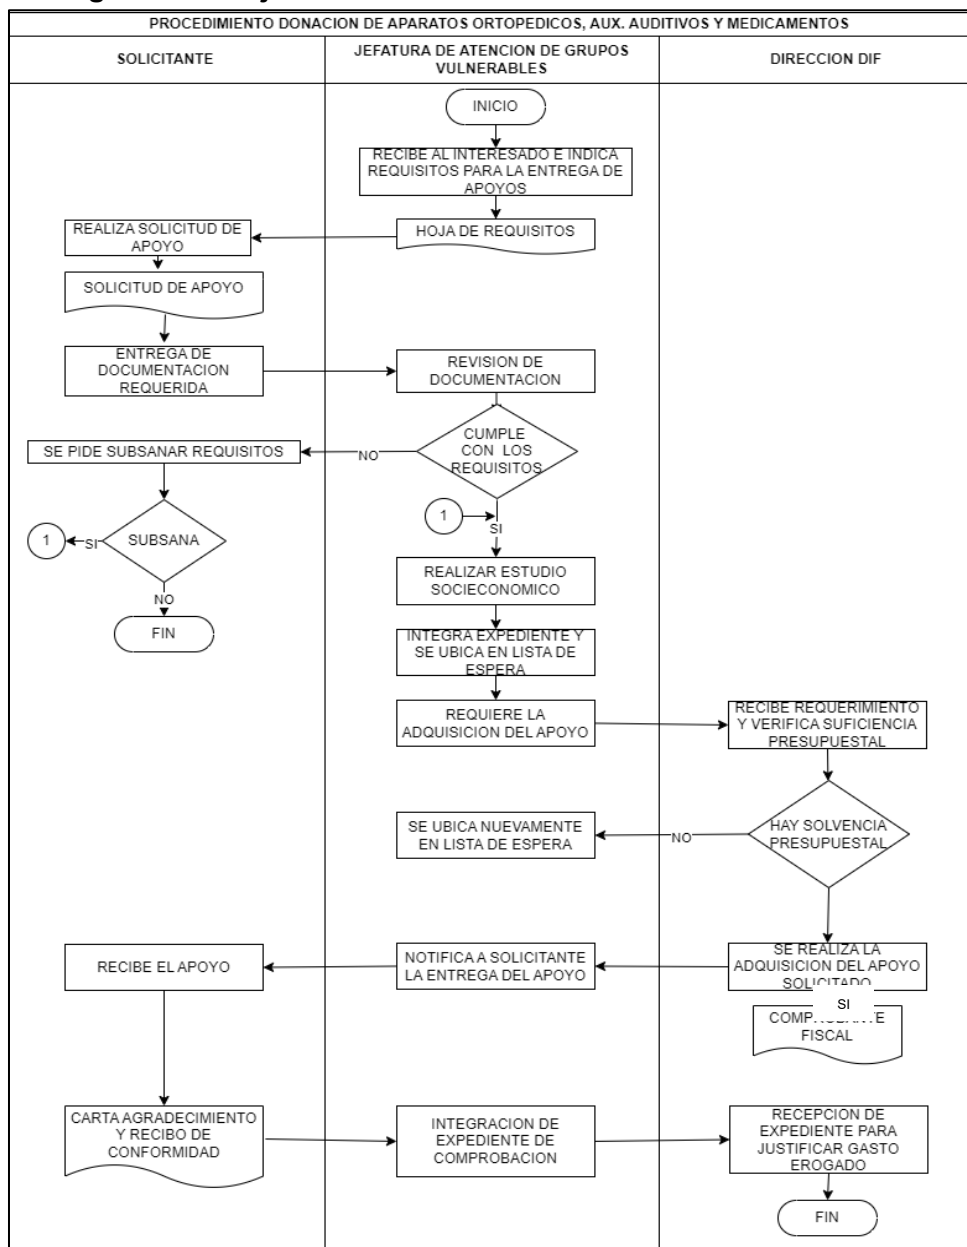 PROCEDIMIENTO DONACION DE APARATOS ORTOPEDICOS, AUX. AUDITIVOS Y MEDICAMENTOS
SOLICITANTE
JEFATURA DE ATENCION DE GRUPOS
VULNERABLES
DIRECCION DIF
INICIO
RECIBE AL INTERESADO E INDICA
REQUISITOS PARA LA ENTREGA DE
APOYOS
HOJA DE REQUISITOS
REALIZA SOLICITUD DE
APOYO
SOLICITUD DE APOYO
ENTREGA DE
DOCUMENTACION
REQUERIDA
REVISION DE
DOCUMENTACION
CUMPLE
CON LOS
REQUISITOS
NO
SE PIDE SUBSANAR REQUISITOS
SUBSANA
SI
1
NO
FIN
1
SI
REALIZAR ESTUDIO
SOCIECONOMICO
INTEGRA EXPEDIENTE Y
SE UBICA EN LISTA DE
ESPERA
REQUIERE LA
ADQUISICION DEL APOYO
RECIBE REQUERIMIENTO
Y VERIFICA SUFICIENCIA
PRESUPUESTAL
HAY SOLVENCIA
PRESUPUESTAL
NO
SE UBICA NUEVAMENTE
EN LISTA DE ESPERA
SE REALIZA LA
ADQUISICION DEL APOYO
SOLICITADO
SI
COMPROBANTE
FISCAL
NOTIFICA A SOLICITANTE
LA ENTREGA DEL APOYO
RECIBE EL APOYO
CARTA AGRADECIMIENTO
Y RECIBO DE
CONFORMIDAD
INTEGRACION DE
EXPEDIENTE DE
COMPROBACION
RECEPCION DE
EXPEDIENTE PARA
JUSTIFICAR GASTO
EROGADO
FIN